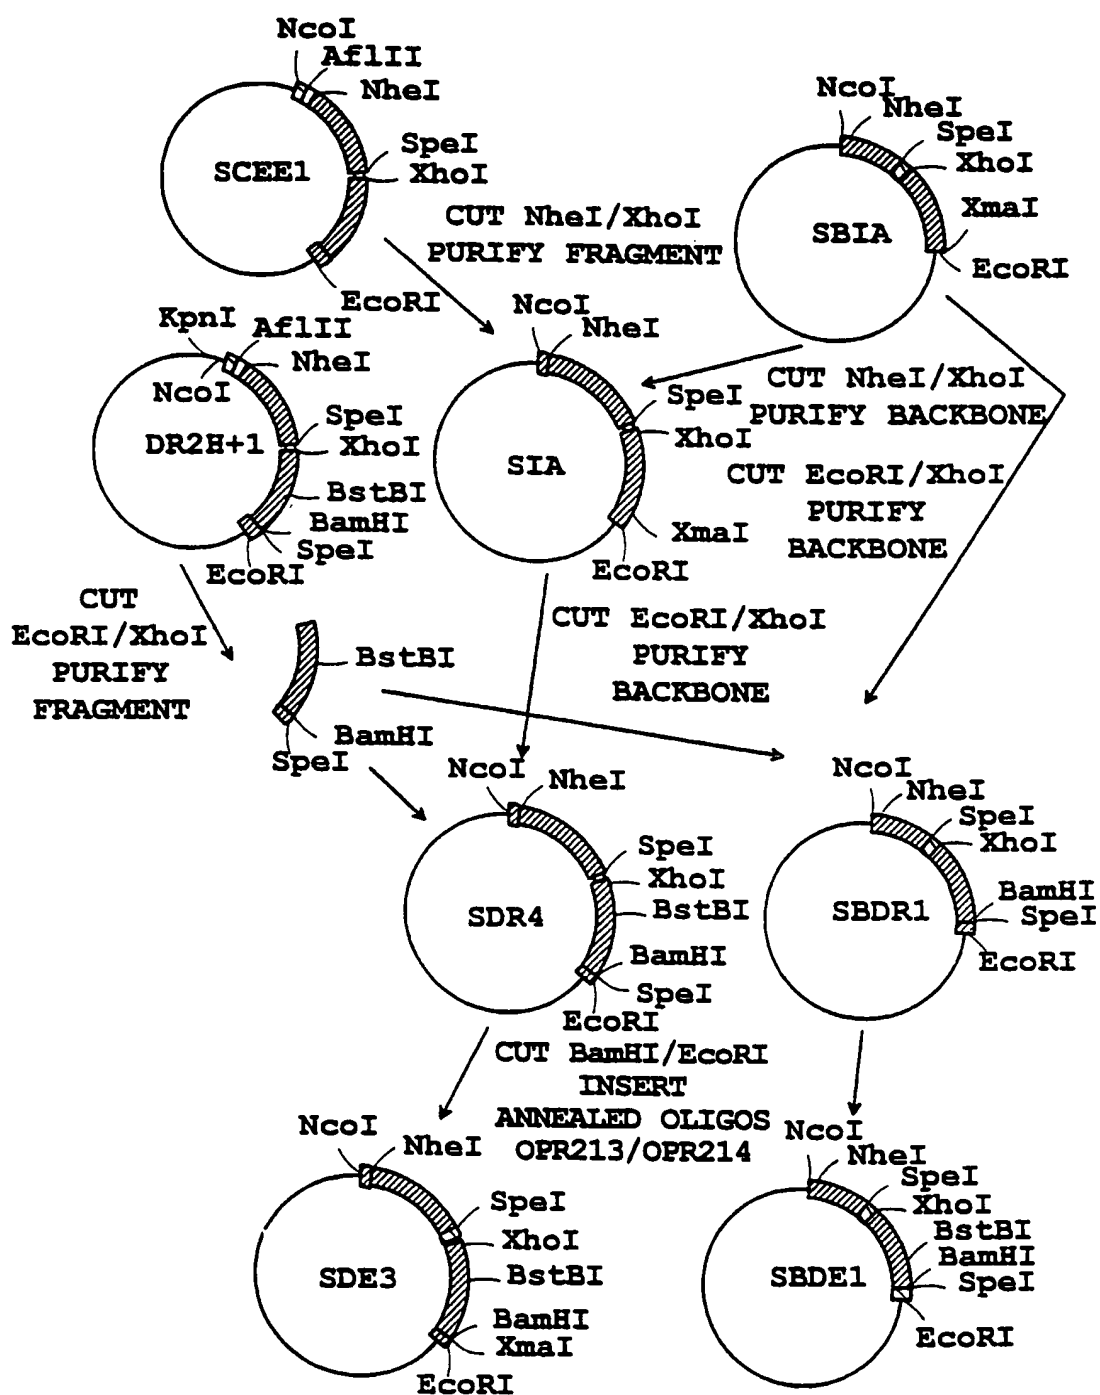 NcoI
AflII
NheI
SpeI
XhoI
SCEE1
EcoRI
NcoI
NheI
SpeI
XhoI
XmaI
SBIA
EcoRI
CUT NheI/XhoI
PURIFY FRAGMENT
KpnI
AflII
NheI
NcoI
SpeI
XhoI
DR2H+1
BstBI
BamHI
SpeI
EcoRI
NcoI
NheI
SpeI
XhoI
SIA
XmaI
EcoRI
CUT NheI/XhoI
PURIFY BACKBONE
CUT EcoRI/XhoI
PURIFY
BACKBONE
CUT
EcoRI/XhoI
PURIFY
FRAGMENT
BstBI
BamHI
SpeI
CUT EcoRI/XhoI
PURIFY
BACKBONE
NcoI
NheI
SpeI
XhoI
BstBI
SDR4
BamHI
SpeI
EcoRI
NcoI
NheI
SpeI
XhoI
SBDR1
BamHI
SpeI
EcoRI
CUT BamHI/EcoRI
INSERT
ANNEALED OLIGOS
OPR213/OPR214
NcoI
NheI
SpeI
XhoI
BstBI
SDE3
BamHI
XmaI
EcoRI
NcoI
NheI
SpeI
XhoI
BstBI
BamHI
SpeI
SBDE1
EcoRI